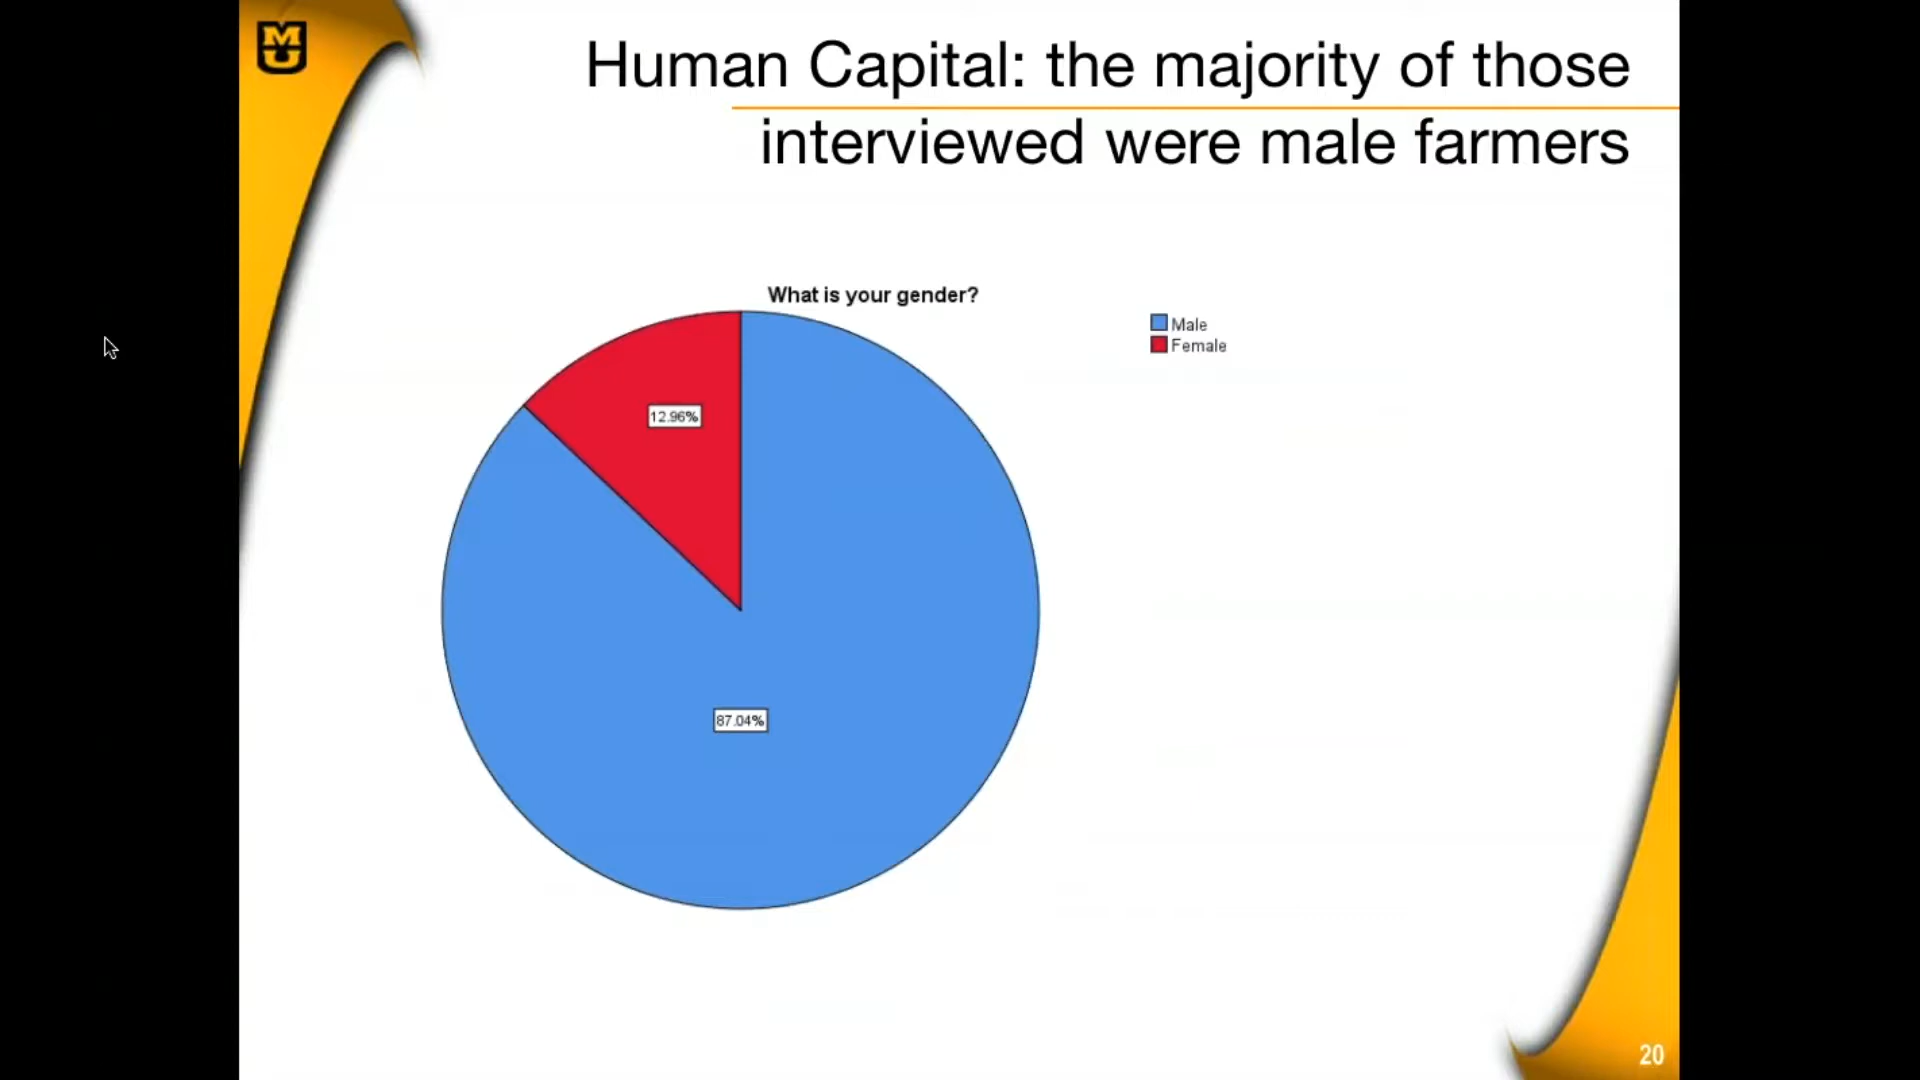 MU
Human Capital: the majority of those
interviewed were male farmers
What is your gender?
Male
Female
12.96%
87.04%
20